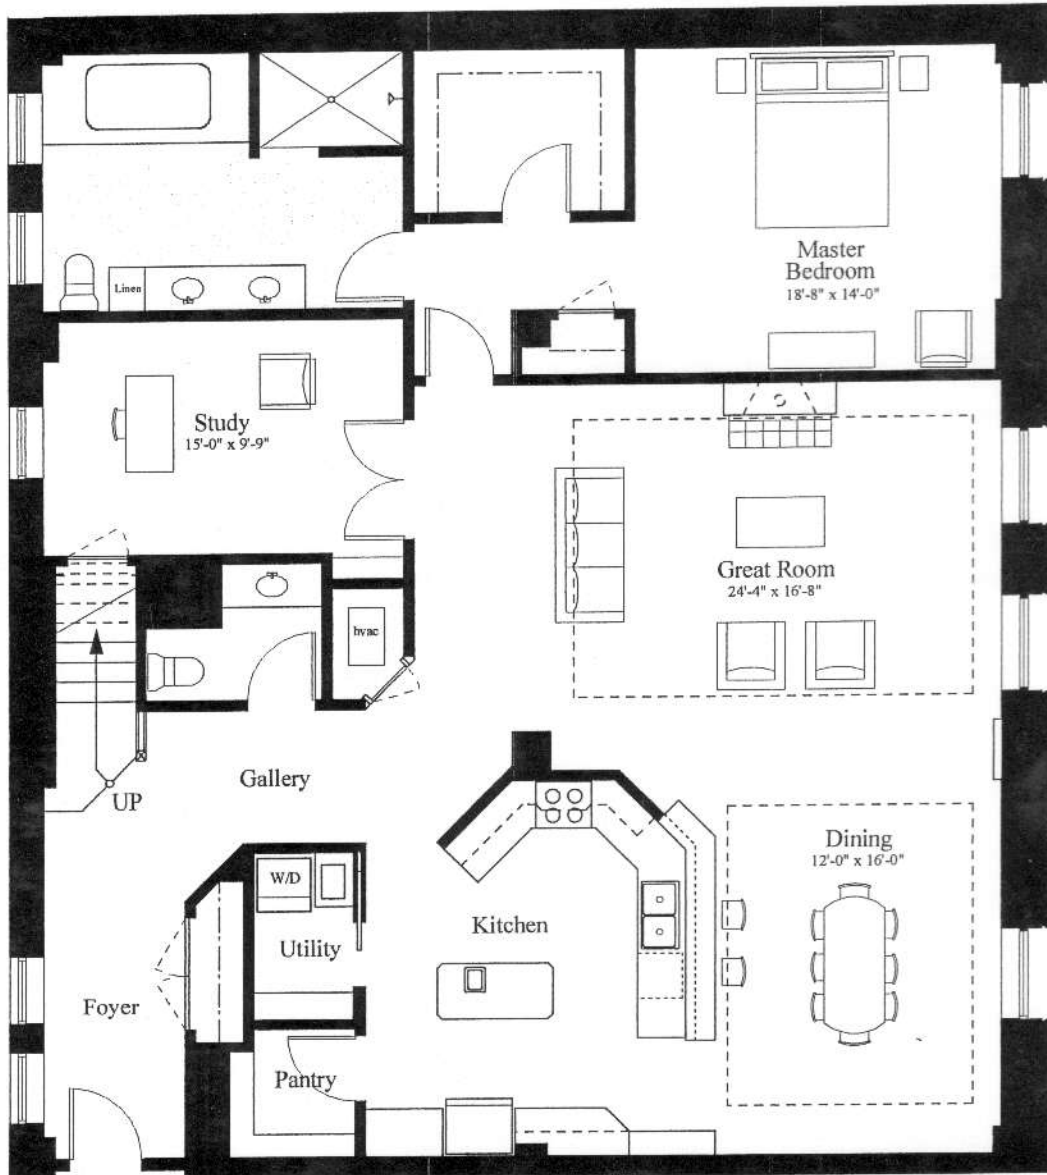 Master
Bedroom
18'-8" x 14'-0"
Linen
Study
15'-0" x 9'-9"
Great Room
24'-4" x 16'-8"
hvac
Gallery
UP
Dining
12'-0" x 16'-0"
W/D
Kitchen
Utility
Foyer
Pantry